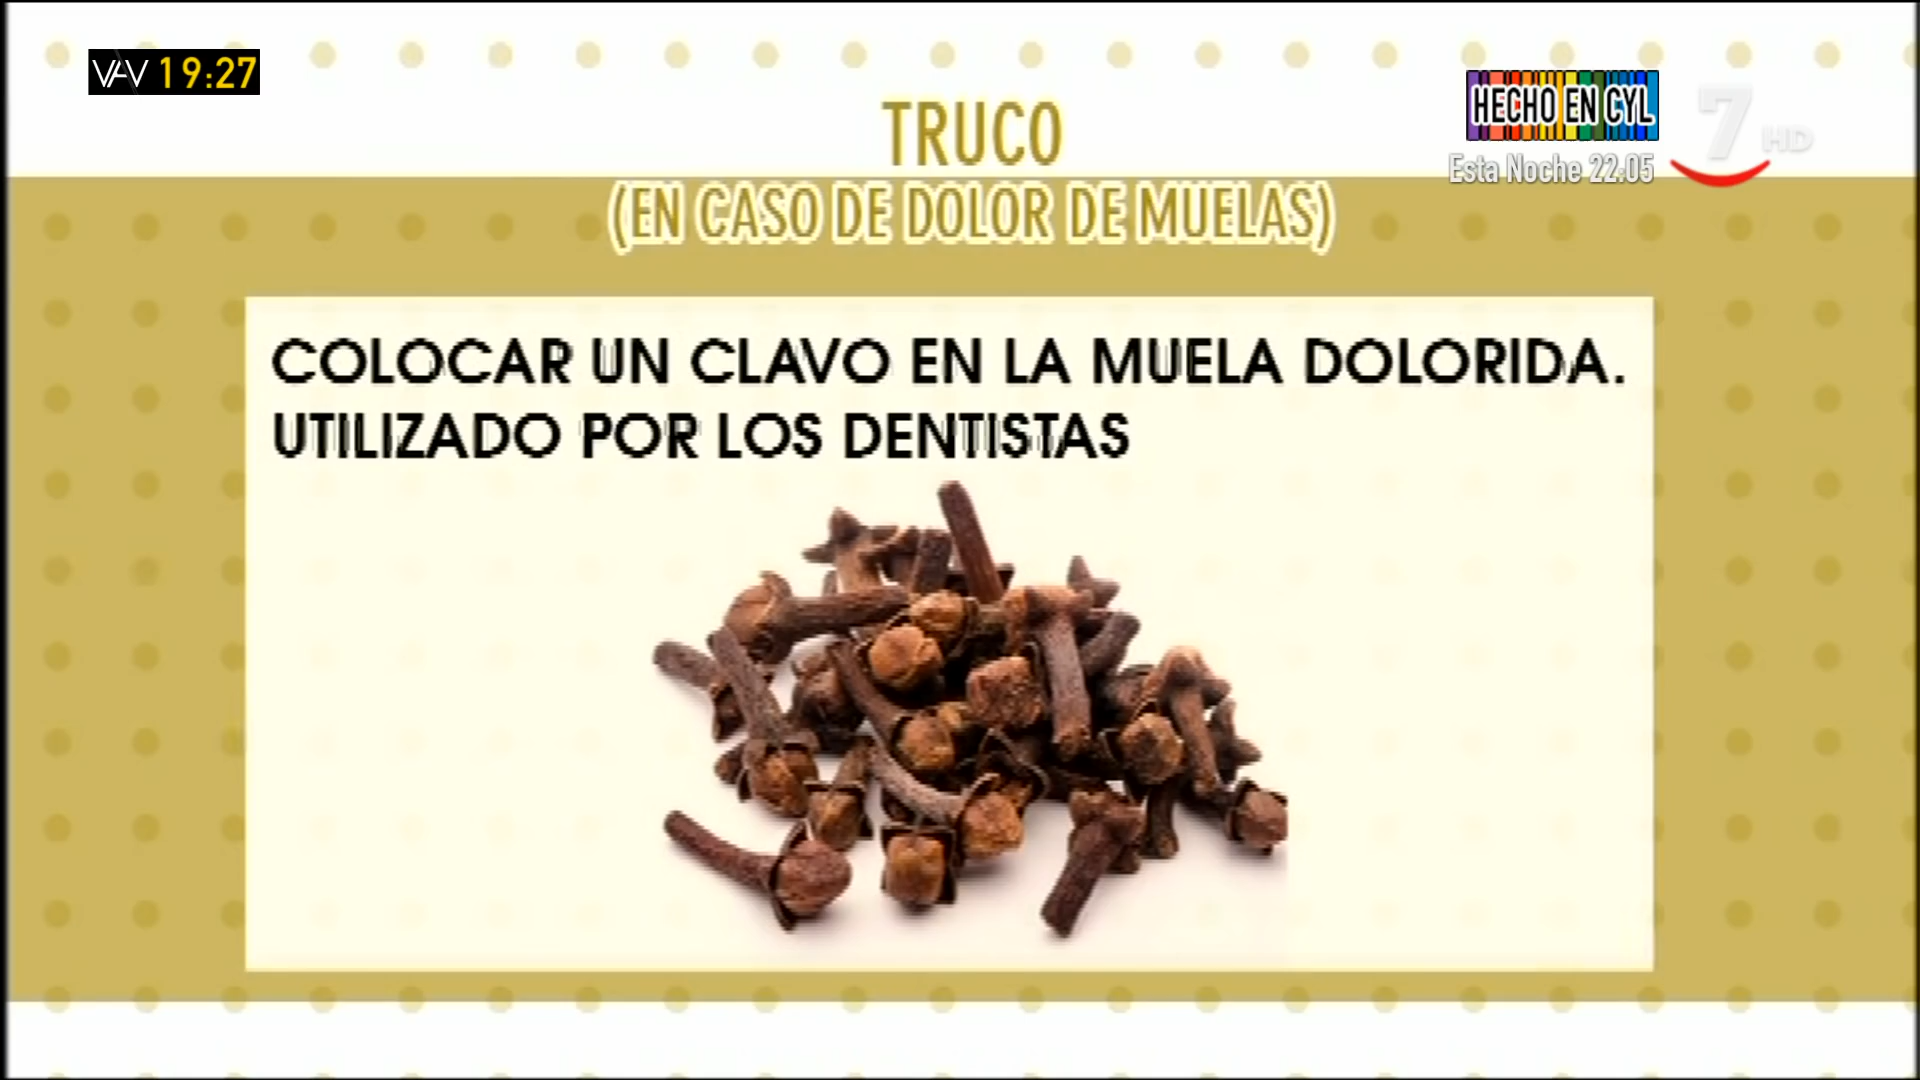 VAV 19:27
HECHO EN CYL
Esta Noche 22:05
7 HD
TRUCO
(EN CASO DE DOLOR DE MUELAS)
COLOCAR UN CLAVO EN LA MUELA DOLORIDA.
UTILIZADO POR LOS DENTISTAS